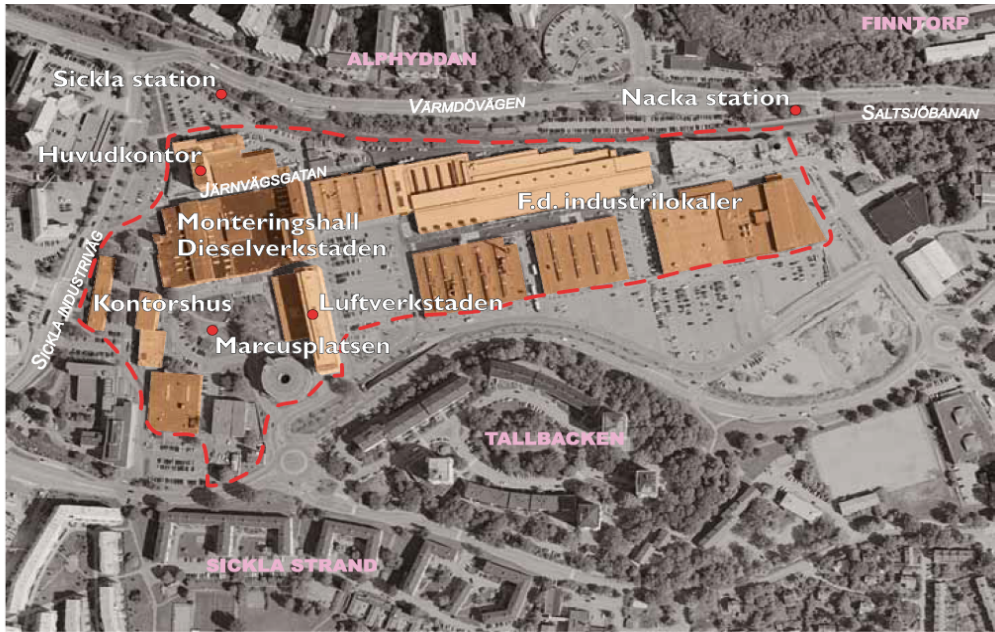 FINNTORP
ALPHYDDAN
Sickla station
VÄRMDÖVÄGEN
Nacka station
SALTSJÖBANAN
Huvudkontor
JÄRNVÄGSGATAN
F.d. industrilokaler
Monteringshall
Dieselverkstaden
SICKLA INDUSTRIVÄG
Kontorshus
Luftverkstaden
Marcusplatsen
TALLBACKEN
SICKLA STRAND